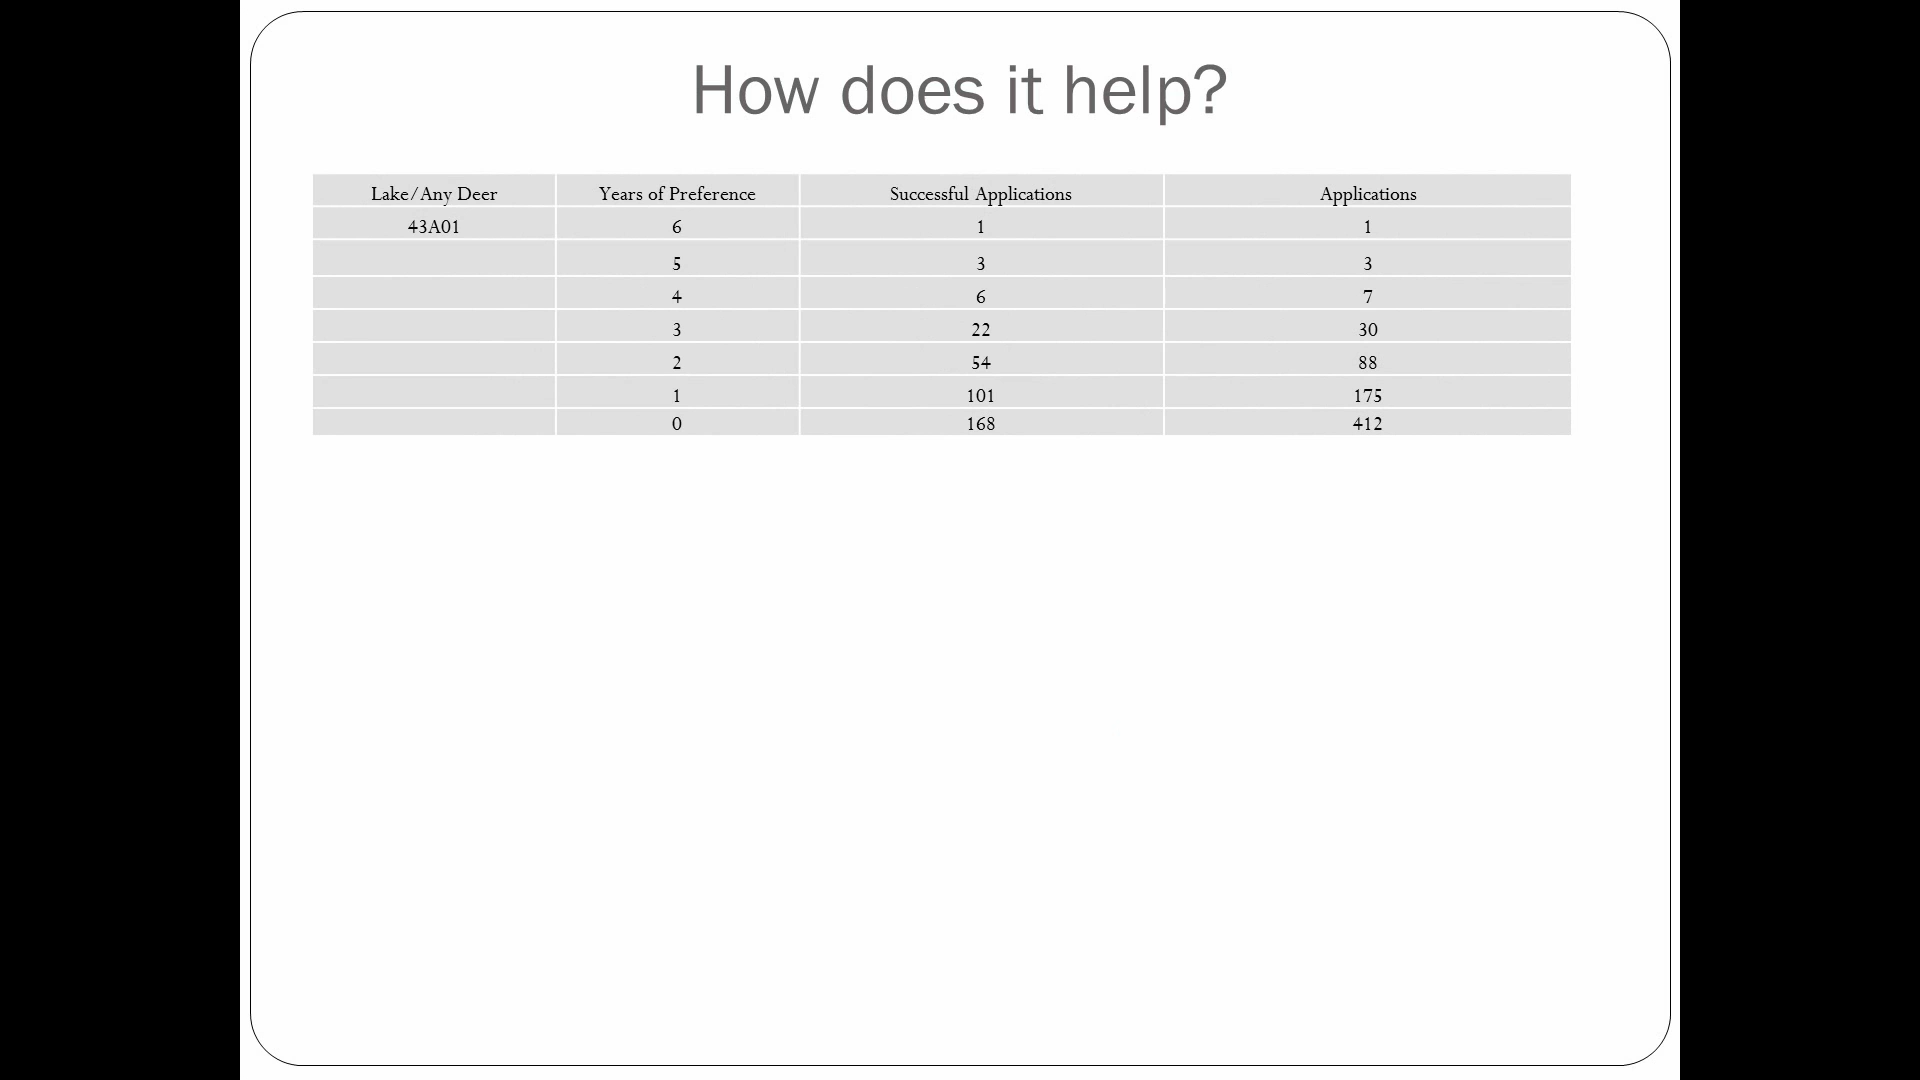 How does it help?
Lake/Any Deer Years of Preference Successful Applications Applications
43A01 6 1 1
5 3 3
4 6 7
3 22 30
2 54 88
1 101 175
0 168 412